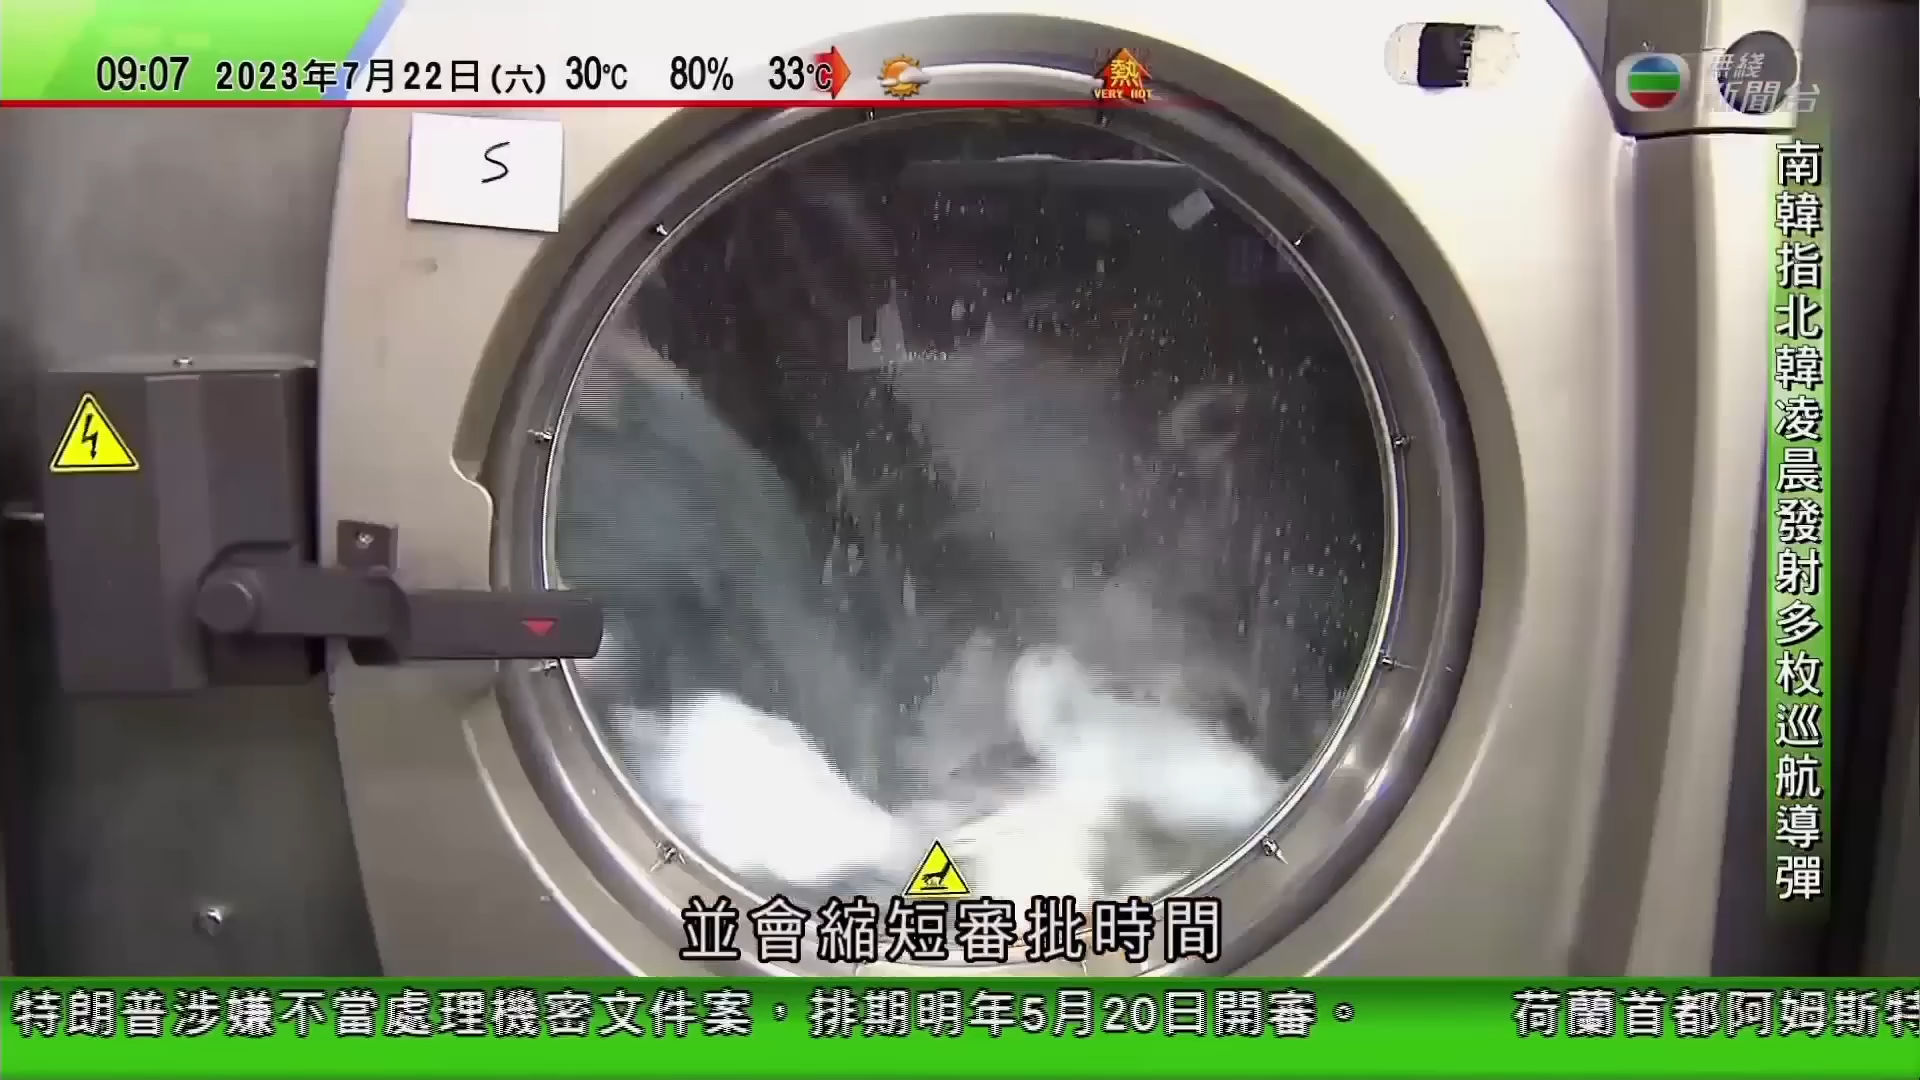 09:07 2023年7月22日(六) 30℃ 80% 33℃
熱
VERY HOT
無綫
新聞台
S
南韓指北韓凌晨發射多枚巡航導彈
並會縮短審批時間
特朗普涉嫌不當處理機密文件案，排期明年5月20日開審。 荷蘭首都阿姆斯特